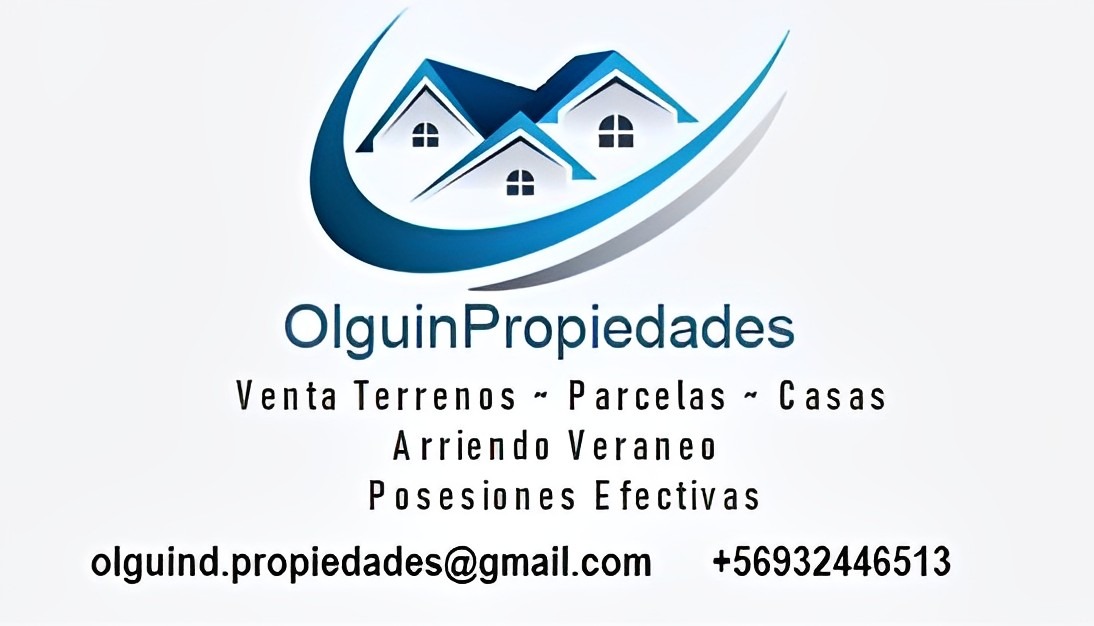 OlguinPropiedades
Venta Terrenos ~ Parcelas ~ Casas
Arriendo Veraneo
Posesiones Efectivas
olguind.propiedades@gmail.com +56932446513